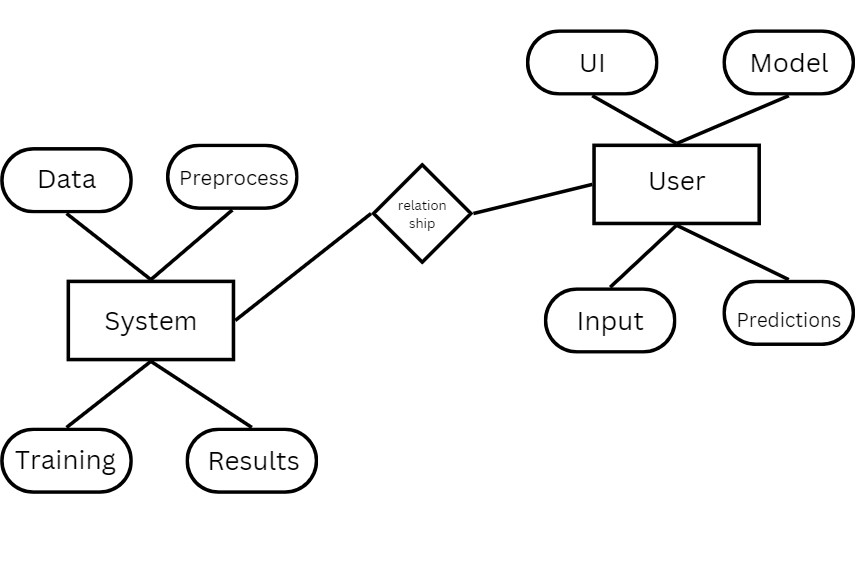 UI
Model
Data
Preprocess
User
relation
ship
System
Input
Predictions
Training
Results